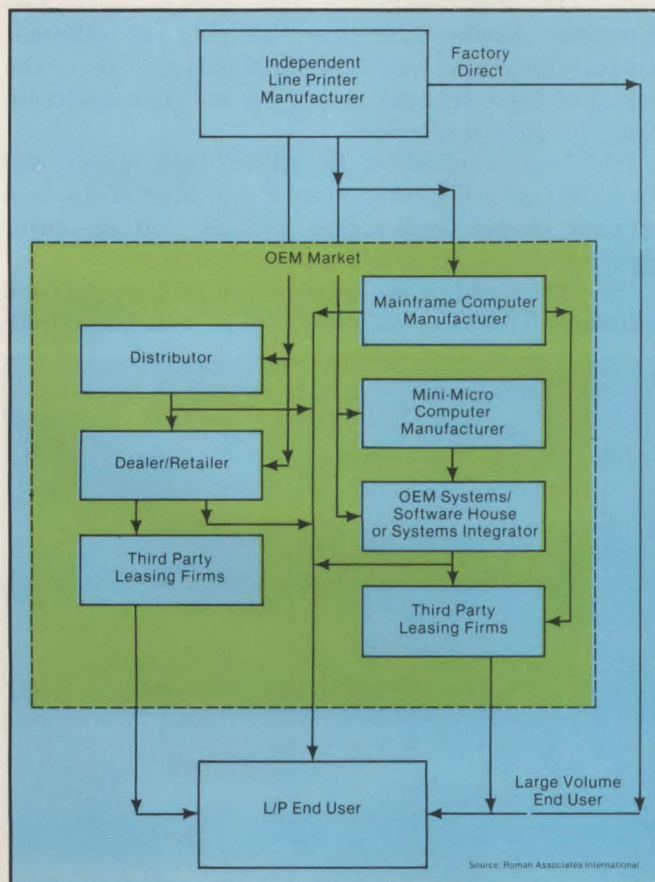 Independent
Line Printer
Manufacturer
Factory
Direct
OEM Market
Mainframe Computer
Manufacturer
Distributor
Mini-Micro
Computer
Manufacturer
Dealer/Retailer
OEM Systems/
Software House
or Systems Integrator
Third Party
Leasing Firms
Third Party
Leasing Firms
L/P End User
Large Volume
End User
Source: Roman Associates International